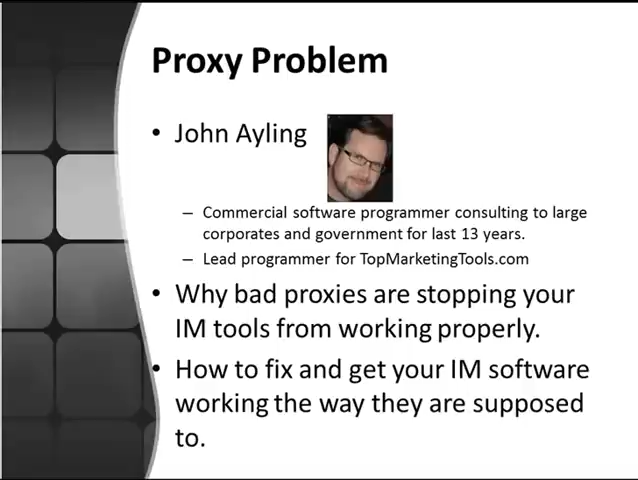 Proxy Problem
• John Ayling
– Commercial software programmer consulting to large
corporates and government for last 13 years.
– Lead programmer for TopMarketingTools.com
• Why bad proxies are stopping your
IM tools from working properly.
• How to fix and get your IM software
working the way they are supposed
to.